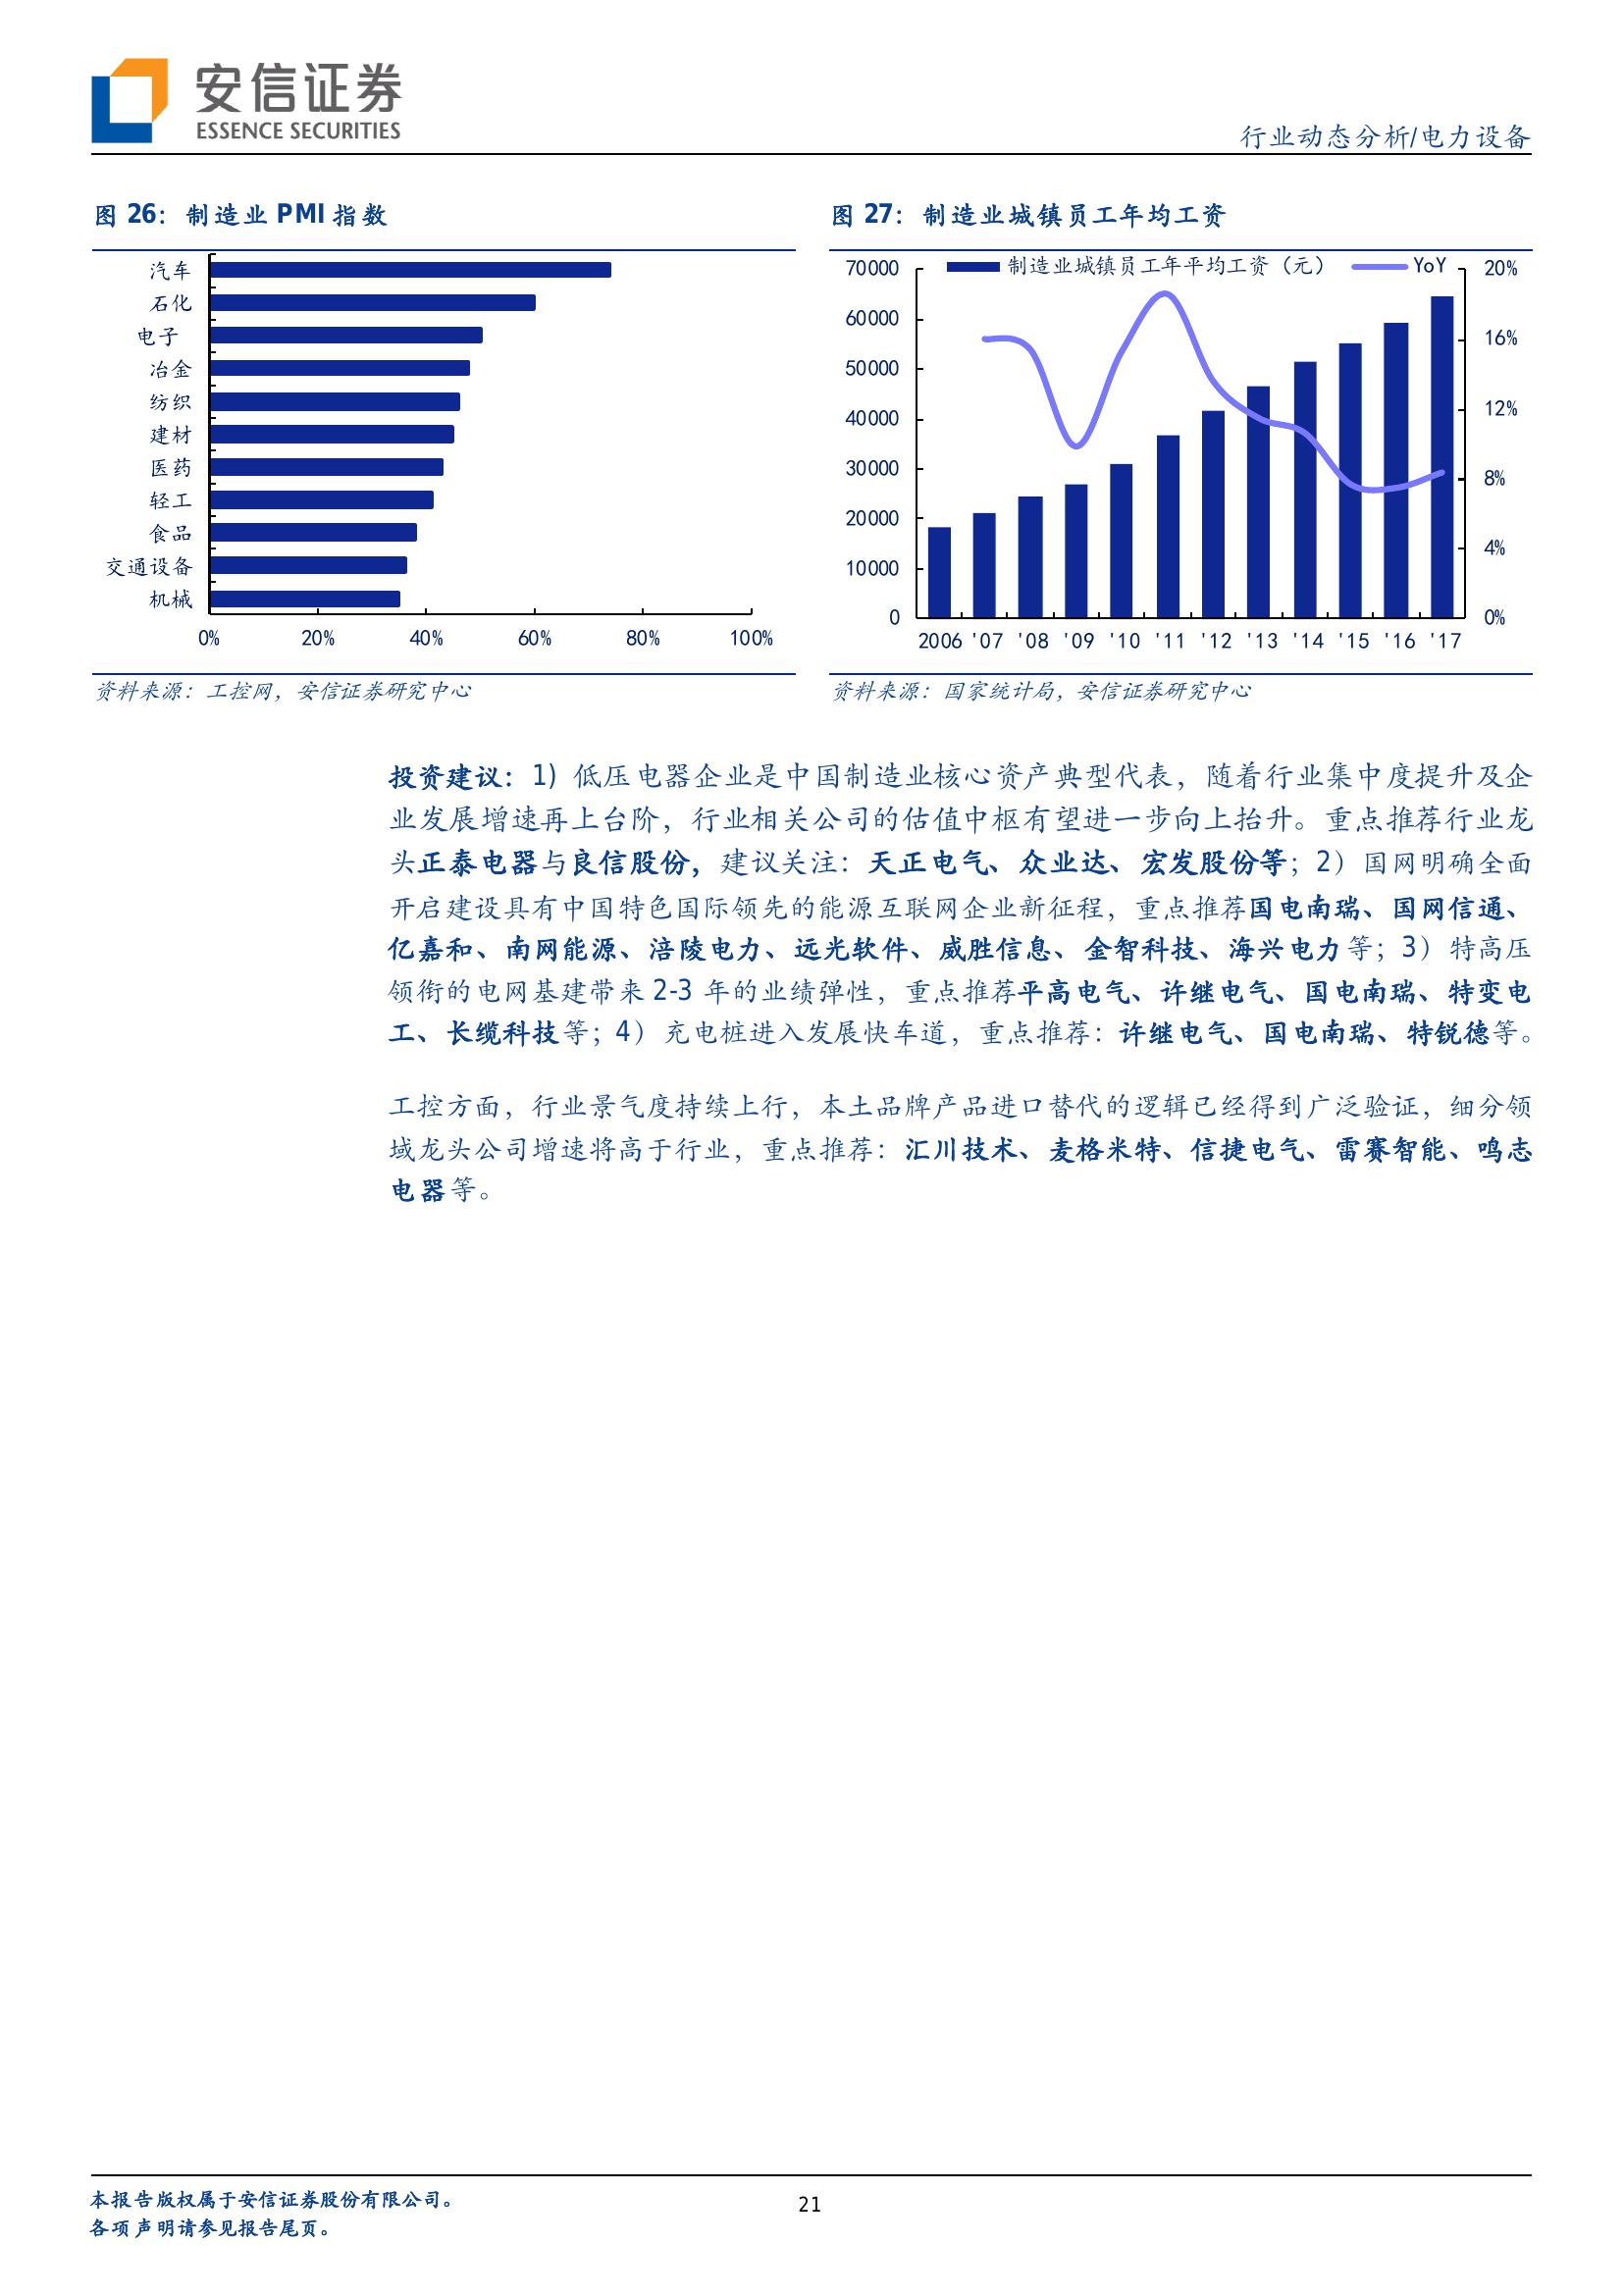 安信证券
ESSENCE SECURITIES
行业动态分析/电力设备
图 26：制造业 PMI 指数
汽车
石化
电子
冶金
纺织
建材
医药
轻工
食品
交通设备
机械
0% 20% 40% 60% 80% 100%
资料来源：工控网，安信证券研究中心
图 27：制造业城镇员工年均工资
制造业城镇员工年平均工资（元） YoY
70000
60000
50000
40000
30000
20000
10000
0
20%
16%
12%
8%
4%
0%
2006 '07 '08 '09 '10 '11 '12 '13 '14 '15 '16 '17
资料来源：国家统计局，安信证券研究中心
投资建议：1) 低压电器企业是中国制造业核心资产典型代表，随着行业集中度提升及企
业发展增速再上台阶，行业相关公司的估值中枢有望进一步向上抬升。重点推荐行业龙
头正泰电器与良信股份，建议关注：天正电气、众业达、宏发股份等；2）国网明确全面
开启建设具有中国特色国际领先的能源互联网企业新征程，重点推荐国电南瑞、国网信通、
亿嘉和、南网能源、涪陵电力、远光软件、威胜信息、金智科技、海兴电力等；3）特高压
领衔的电网基建带来 2-3 年的业绩弹性，重点推荐平高电气、许继电气、国电南瑞、特变电
工、长缆科技等；4）充电桩进入发展快车道，重点推荐：许继电气、国电南瑞、特锐德等。
工控方面，行业景气度持续上行，本土品牌产品进口替代的逻辑已经得到广泛验证，细分领
域龙头公司增速将高于行业，重点推荐：汇川技术、麦格米特、信捷电气、雷赛智能、鸣志
电器等。
本报告版权属于安信证券股份有限公司。
各项声明请参见报告尾页。
21